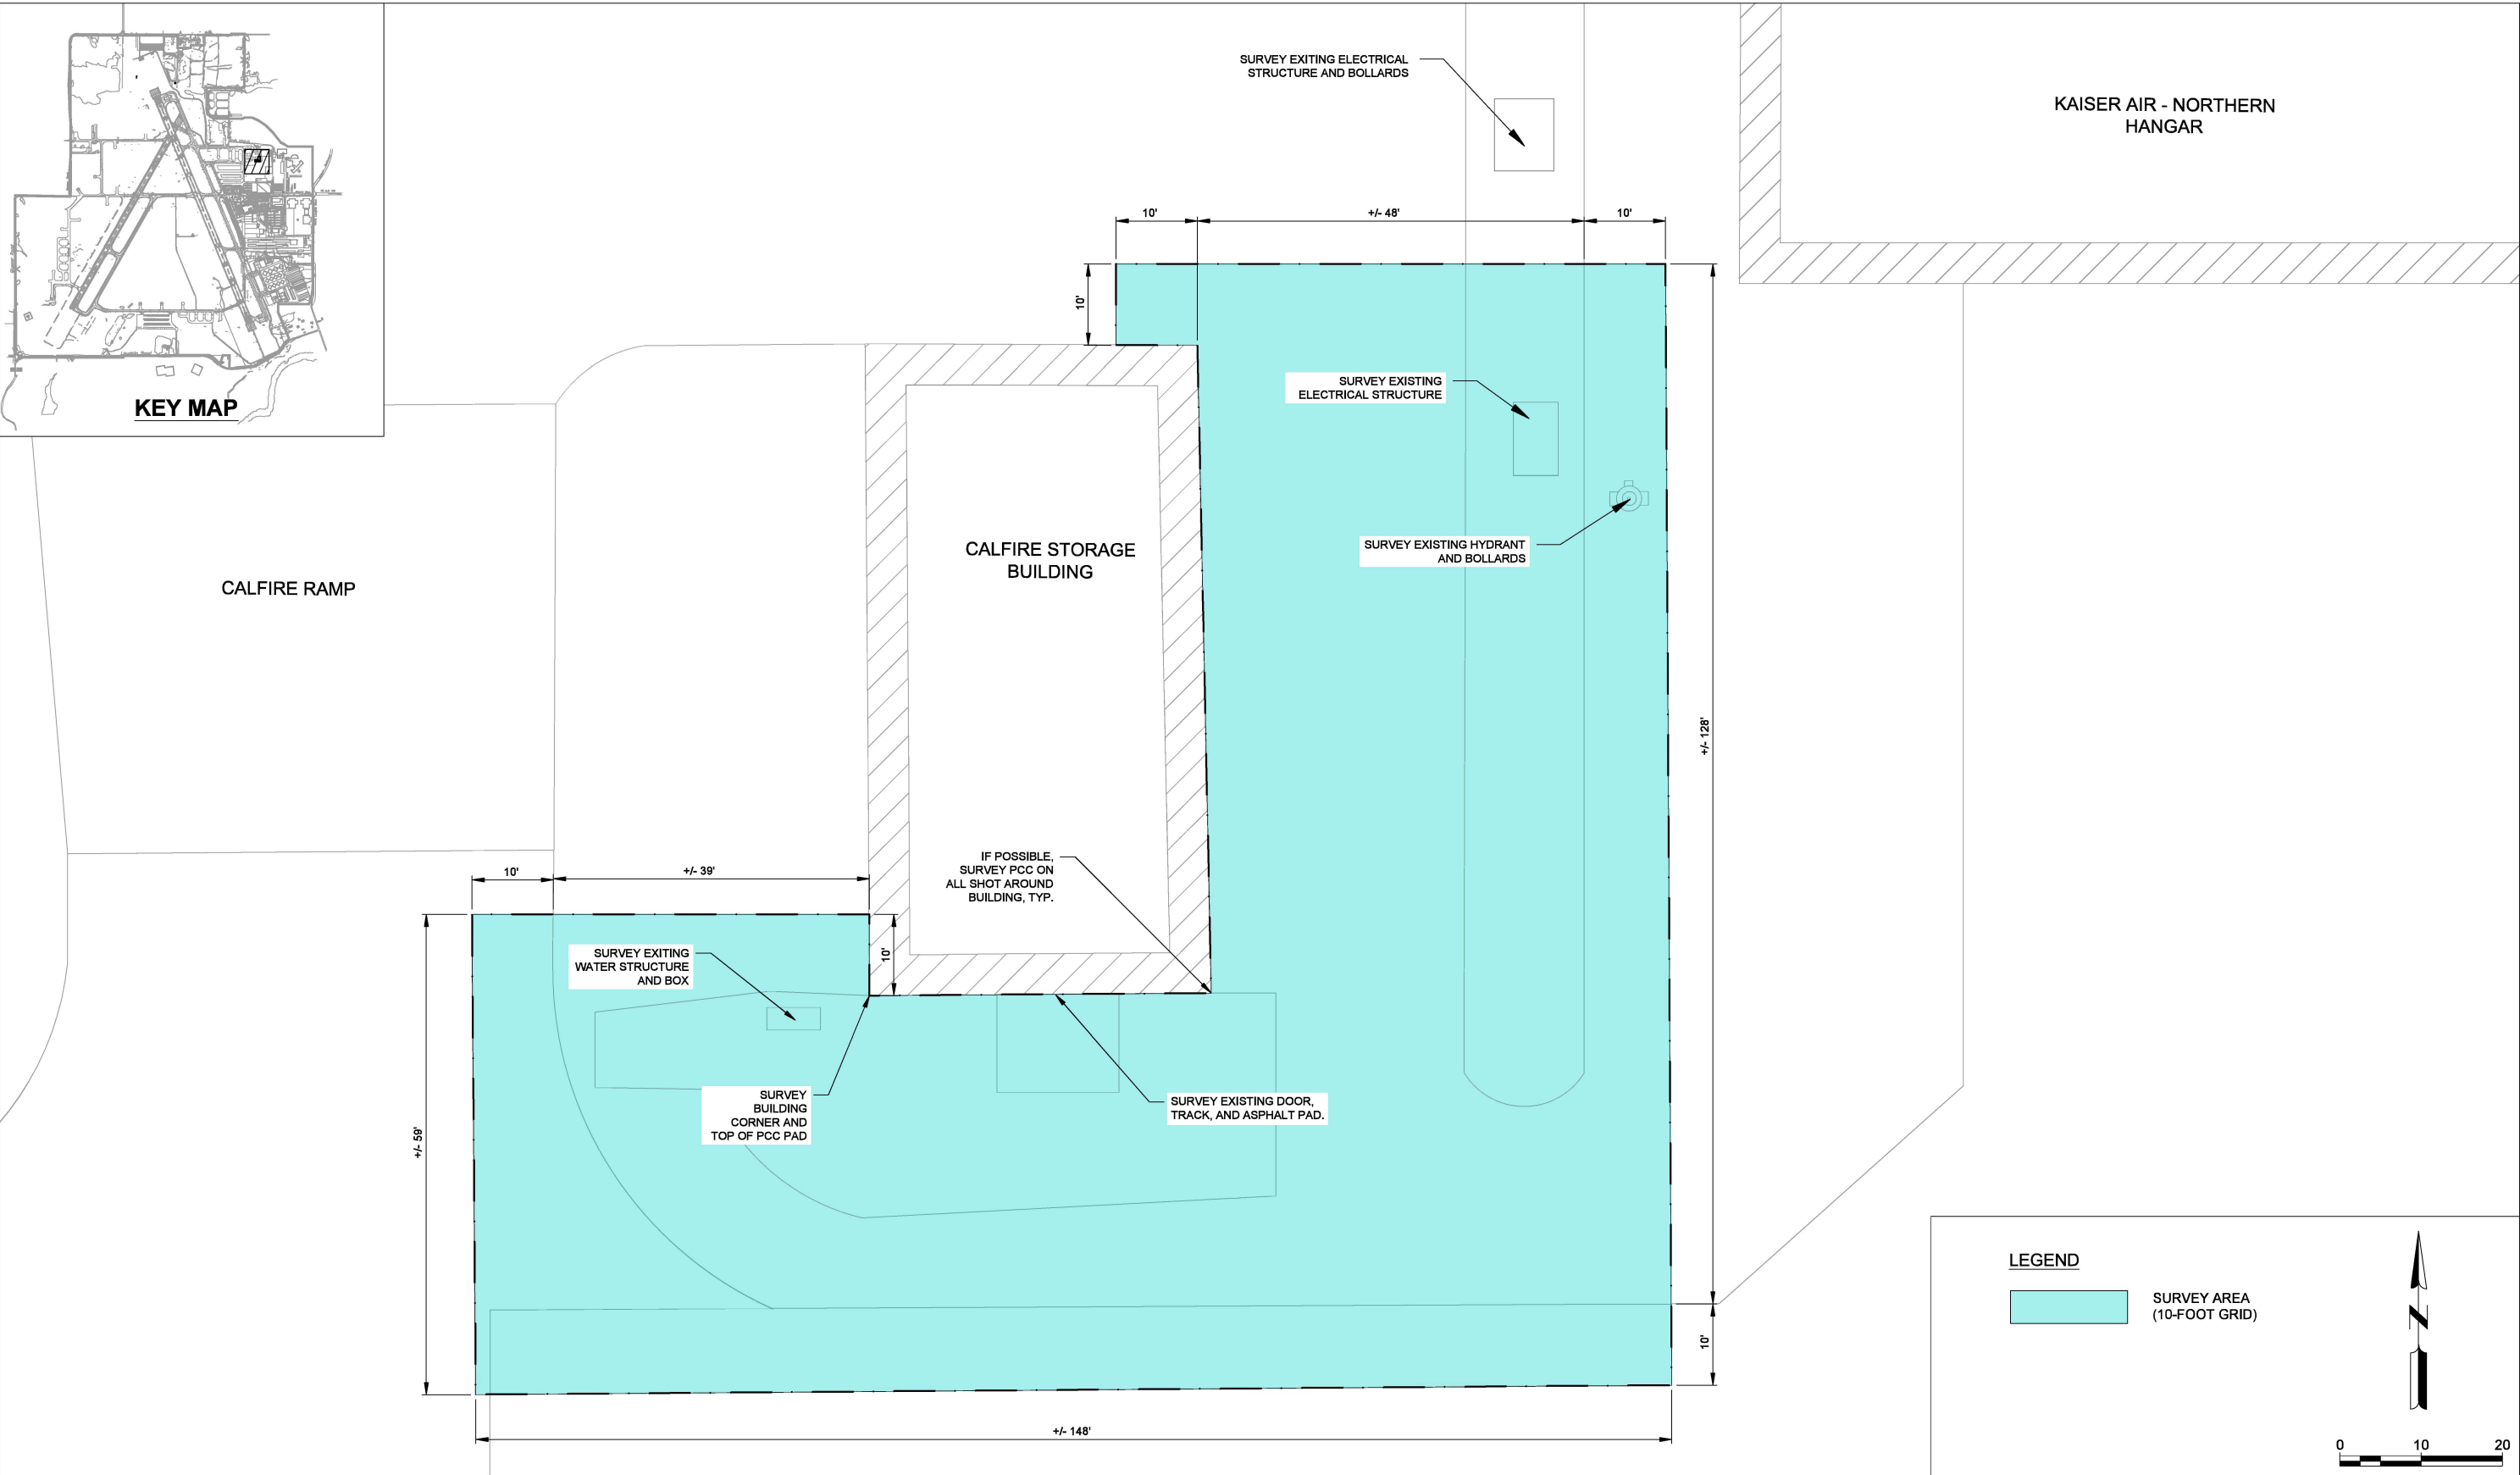 KEY MAP
SURVEY EXITING ELECTRICAL
STRUCTURE AND BOLLARDS
KAISER AIR - NORTHERN
HANGAR
10'
+/- 48'
10'
10'
SURVEY EXISTING
ELECTRICAL STRUCTURE
SURVEY EXISTING HYDRANT
AND BOLLARDS
CALFIRE STORAGE
BUILDING
CALFIRE RAMP
+/- 128'
IF POSSIBLE,
SURVEY PCC ON
ALL SHOT AROUND
BUILDING, TYP.
10'
+/- 39'
10'
SURVEY EXITING
WATER STRUCTURE
AND BOX
SURVEY
BUILDING
CORNER AND
TOP OF PCC PAD
SURVEY EXISTING DOOR,
TRACK, AND ASPHALT PAD.
+/- 59'
10'
+/- 148'
LEGEND
SURVEY AREA
(10-FOOT GRID)
N
0 10 20